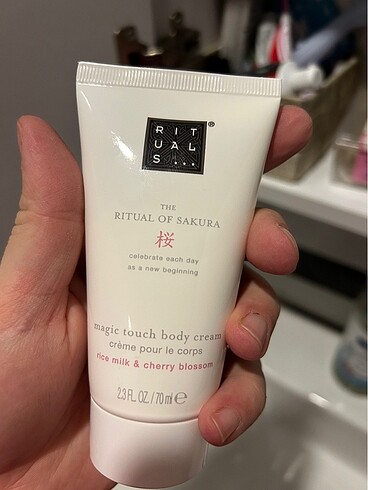 RIT
UAL
S...®
THE
RITUAL OF SAKURA
桜
celebrate each day
as a new beginning
magic touch body cream
crème pour le corps
rice milk & cherry blossom
2.3 FL. OZ / 70 ml ℮